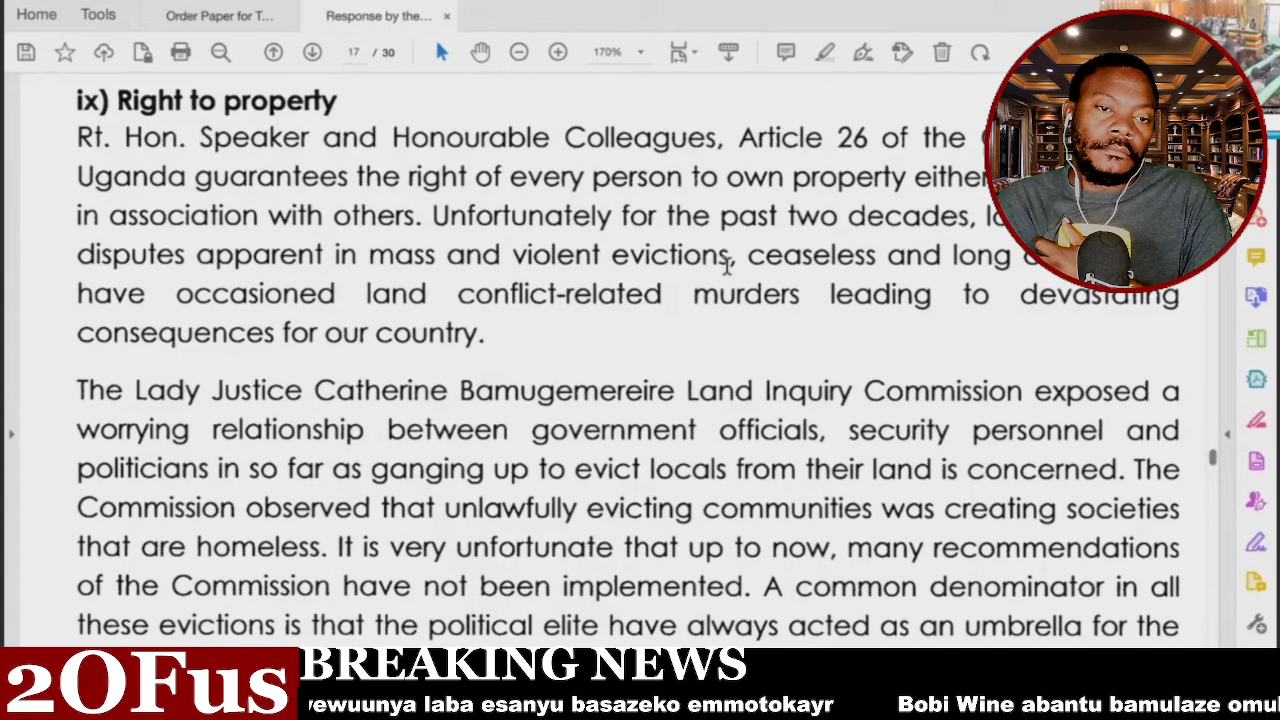 Home Tools Order Paper for T... Response by the... ×
17 / 30 170%
ix) Right to property
Rt. Hon. Speaker and Honourable Colleagues, Article 26 of the
Uganda guarantees the right of every person to own property either
in association with others. Unfortunately for the past two decades,
disputes apparent in mass and violent evictions, ceaseless and long
have occasioned land conflict-related murders leading to devastating
consequences for our country.
The Lady Justice Catherine Bamugemereire Land Inquiry Commission exposed a
worrying relationship between government officials, security personnel and
politicians in so far as ganging up to evict locals from their land is concerned. The
Commission observed that unlawfully evicting communities was creating societies
that are homeless. It is very unfortunate that up to now, many recommendations
of the Commission have not been implemented. A common denominator in all
these evictions is that the political elite have always acted as an umbrella for the
2OFus
BREAKING NEWS
laba esanyu basazeko emmotokayr Bobi Wine abantu bamulaze